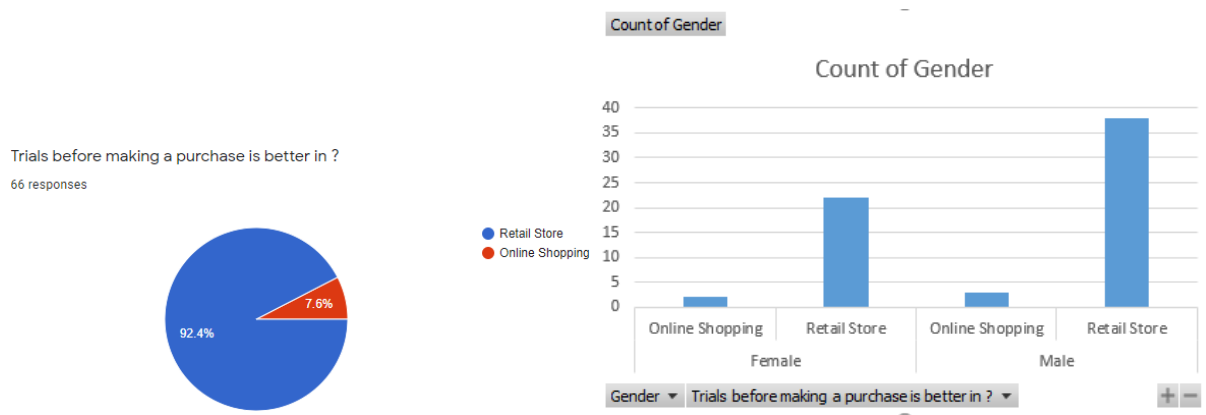 Trials before making a purchase is better in ?
66 responses
Retail Store
Online Shopping
7.6%
92.4%
Count of Gender
Count of Gender
40
35
30
25
20
15
10
5
0
Online Shopping Retail Store Online Shopping Retail Store
Female Male
Gender Trials before making a purchase is better in ?